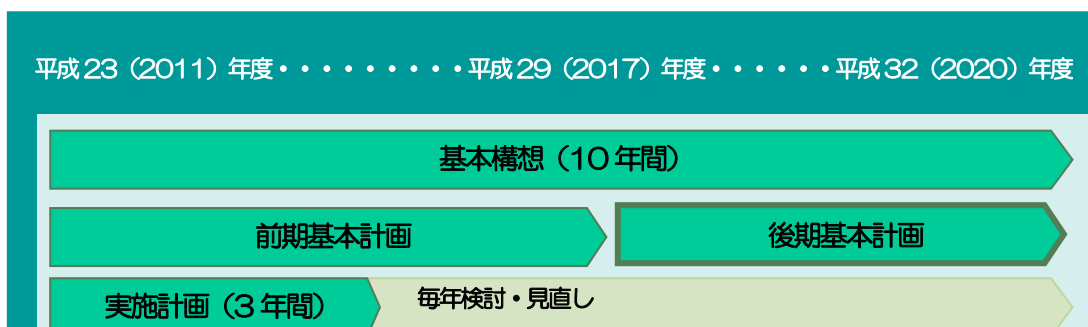 平成23（2011）年度・・・・・・・・・平成29（2017）年度・・・・・・平成32（2020）年度
基本構想（10年間）
前期基本計画
後期基本計画
実施計画（3年間）
毎年検討・見直し